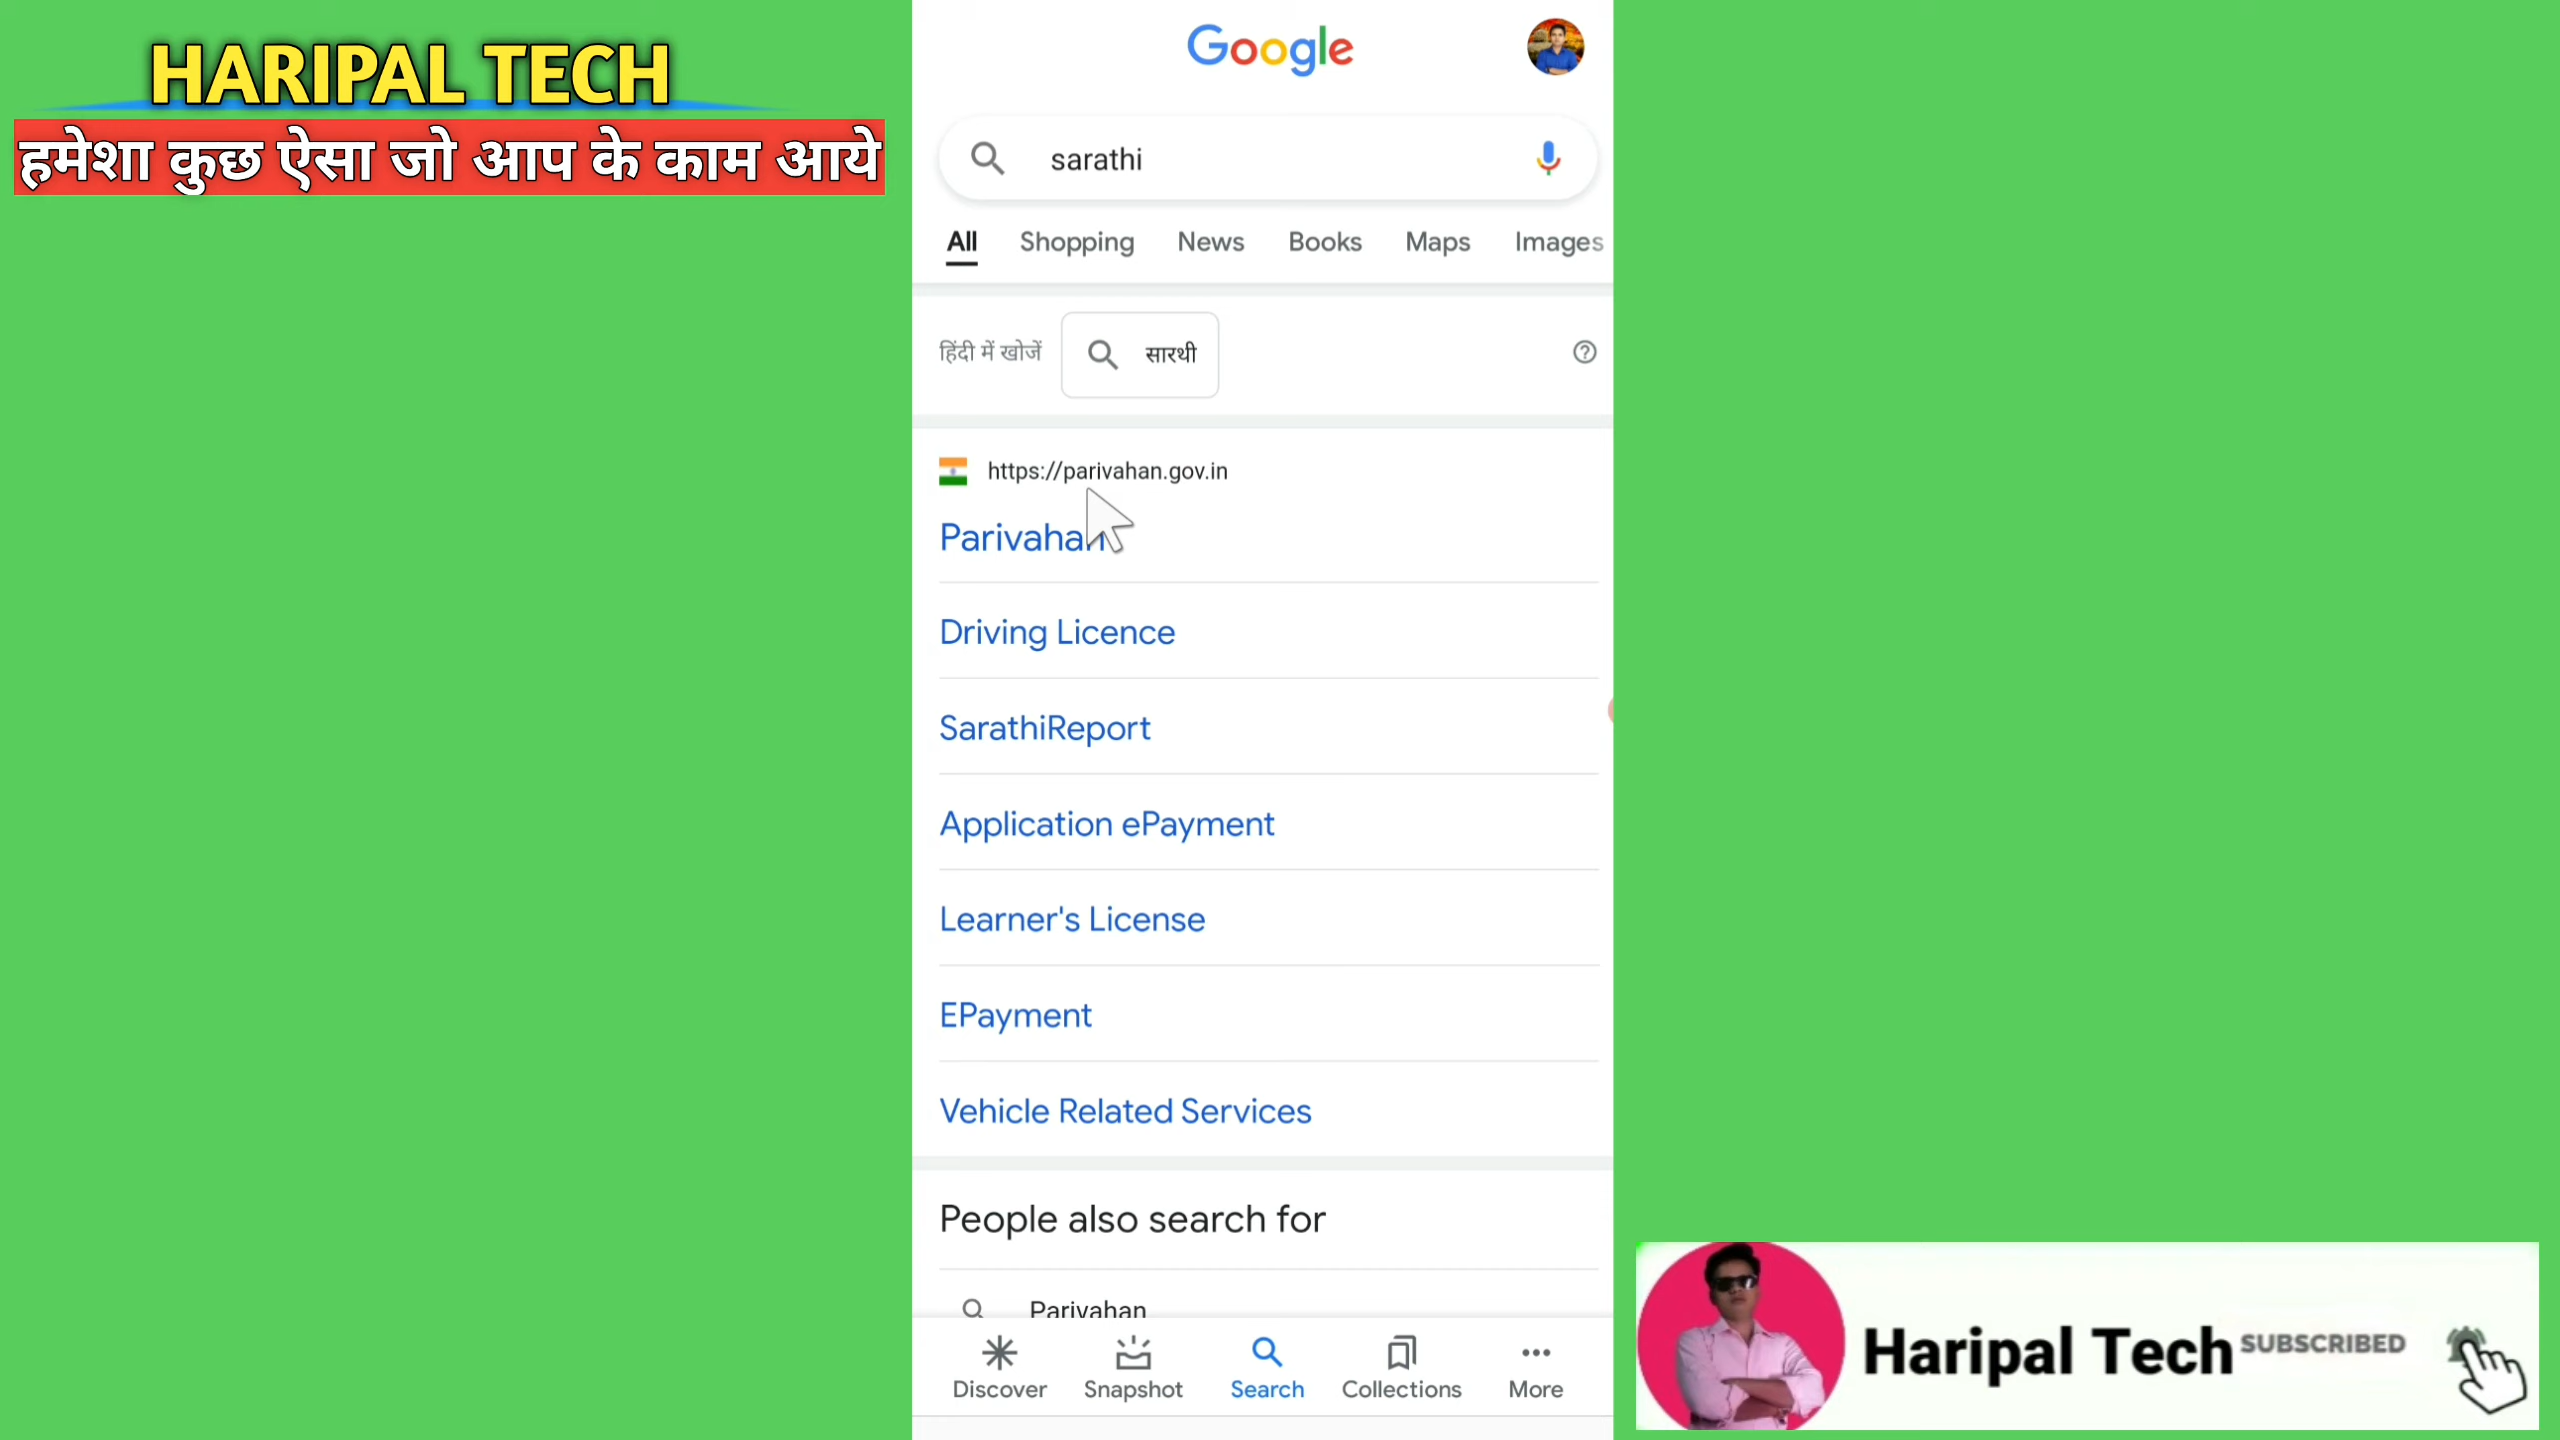 HARIPAL TECH
हमेशा कुछ ऐसा जो आप के काम आये
Google
sarathi
All Shopping News Books Maps Images
हिंदी में खोजें सारथी
https://parivahan.gov.in
Parivahan
Driving Licence
SarathiReport
Application ePayment
Learner's License
EPayment
Vehicle Related Services
People also search for
Parivahan
Discover Snapshot Search Collections More
Haripal Tech SUBSCRIBED